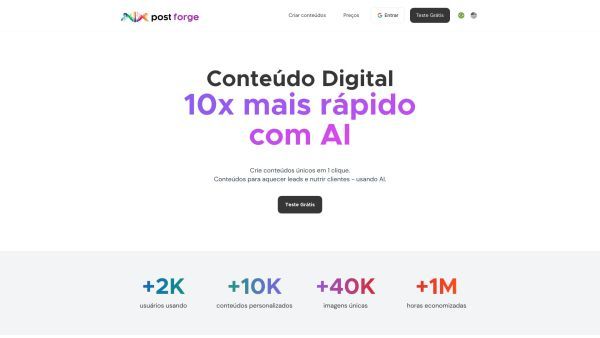 post forge
Criar conteúdos
Preços
Entrar
Teste Grátis
Conteúdo Digital
10x mais rápido
com AI
Crie conteúdos únicos em 1 clique.
Conteúdos para aquecer leads e nutrir clientes – usando AI.
Teste Grátis
+2K
+10K
+40K
+1M
usuários usando
conteúdos personalizados
imagens únicas
horas economizadas